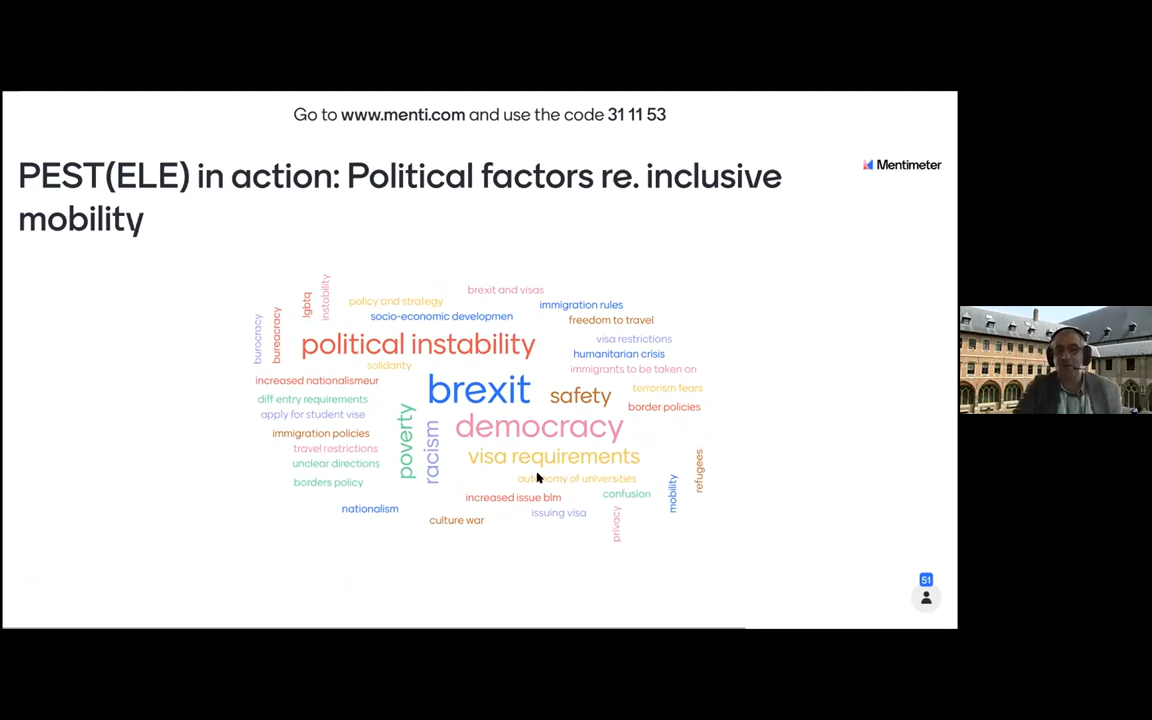 Go to www.menti.com and use the code 31 11 53
PEST(ELE) in action: Political factors re. inclusive
mobility
Mentimeter
brexit and visas
instability
lgbtq
policy and strategy
immigration rules
bureacracy
burocracy
socio-economic developmen
freedom to travel
political instability
visa restrictions
humanitarian crisis
solidarity
immigrants to be taken on
increased nationalismeur
brexit
safety
terrorism fears
diff entry requirements
border policies
apply for student vise
poverty
racism
democracy
immigration policies
travel restrictions
visa requirements
unclear directions
refugees
borders policy
autonomy of universities
mobility
increased issue blm
confusion
nationalism
culture war
issuing visa
privacy
51